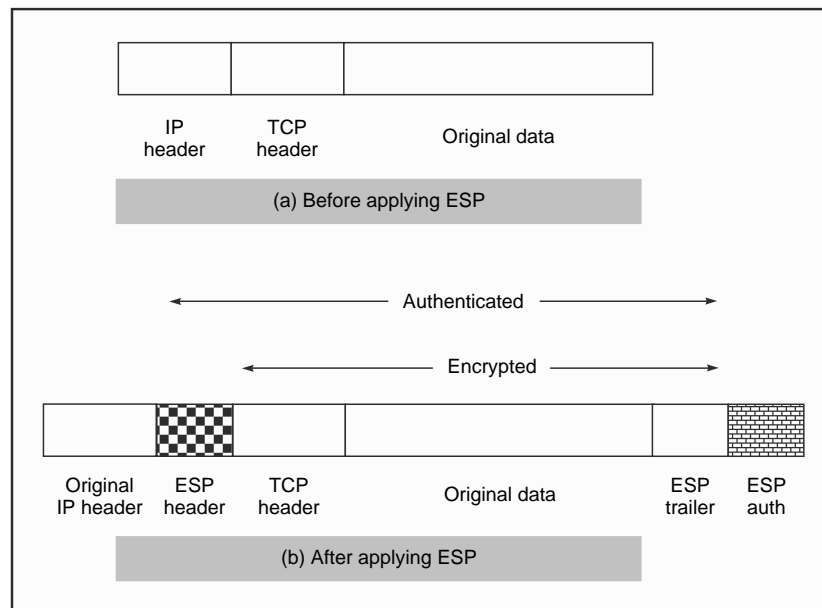 IP
header
TCP
header
Original data
(a) Before applying ESP
Authenticated
Encrypted
Original
IP header
ESP
header
TCP
header
Original data
ESP
trailer
ESP
auth
(b) After applying ESP